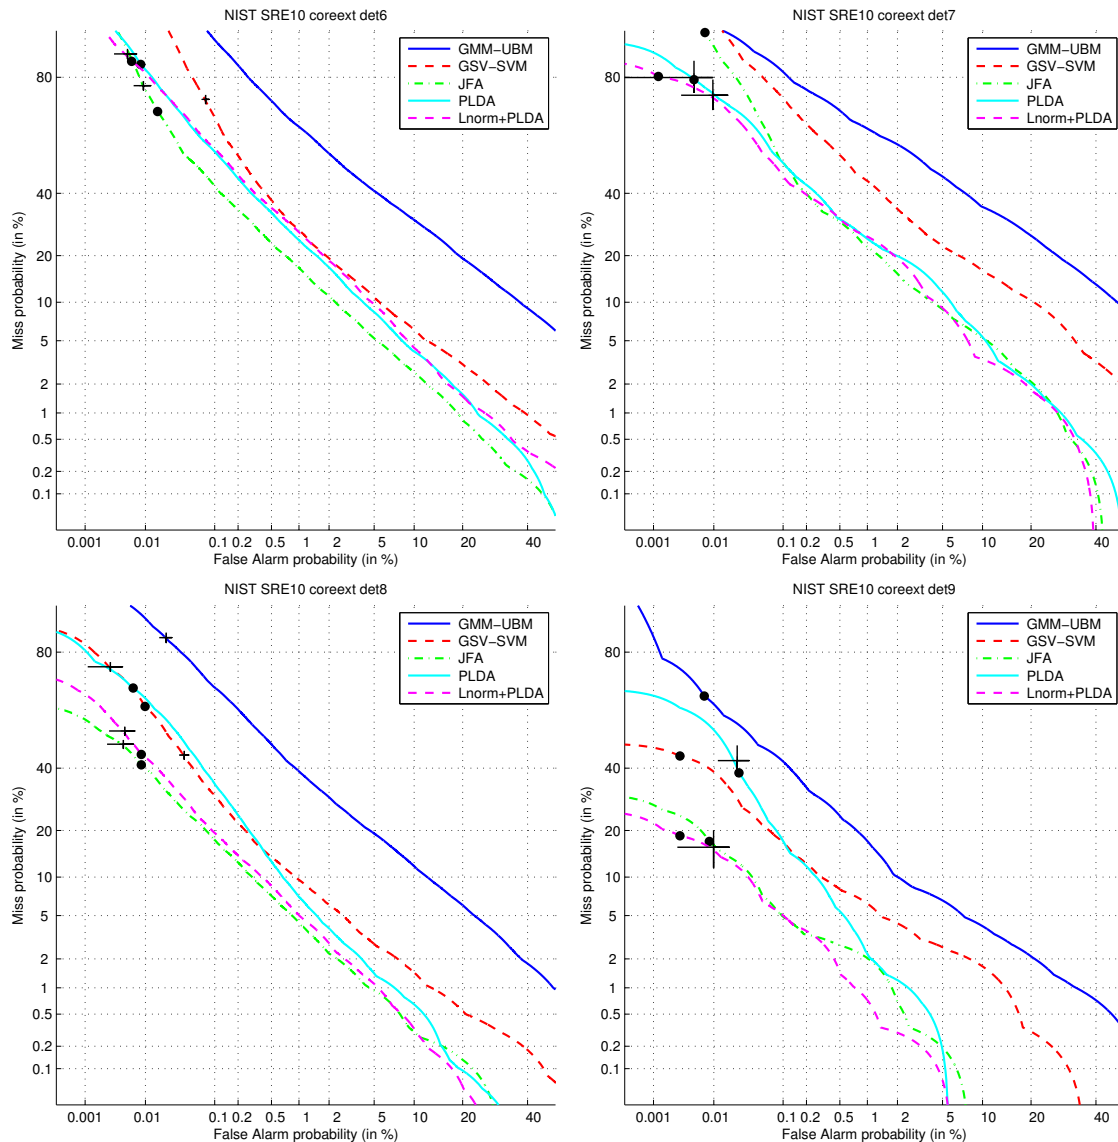 NIST SRE10 coreext det6
GMM−UBM
GSV−SVM
JFA
PLDA
Lnorm+PLDA
80
40
20
10
5
2
1
0.5
0.2
0.1
Miss probability (in %)
0.001 0.01 0.1 0.2 0.5 1 2 5 10 20 40
False Alarm probability (in %)
NIST SRE10 coreext det7
GMM−UBM
GSV−SVM
JFA
PLDA
Lnorm+PLDA
80
40
20
10
5
2
1
0.5
0.2
0.1
Miss probability (in %)
0.001 0.01 0.1 0.2 0.5 1 2 5 10 20 40
False Alarm probability (in %)
NIST SRE10 coreext det8
GMM−UBM
GSV−SVM
JFA
PLDA
Lnorm+PLDA
80
40
20
10
5
2
1
0.5
0.2
0.1
Miss probability (in %)
0.001 0.01 0.1 0.2 0.5 1 2 5 10 20 40
False Alarm probability (in %)
NIST SRE10 coreext det9
GMM−UBM
GSV−SVM
JFA
PLDA
Lnorm+PLDA
80
40
20
10
5
2
1
0.5
0.2
0.1
Miss probability (in %)
0.001 0.01 0.1 0.2 0.5 1 2 5 10 20 40
False Alarm probability (in %)